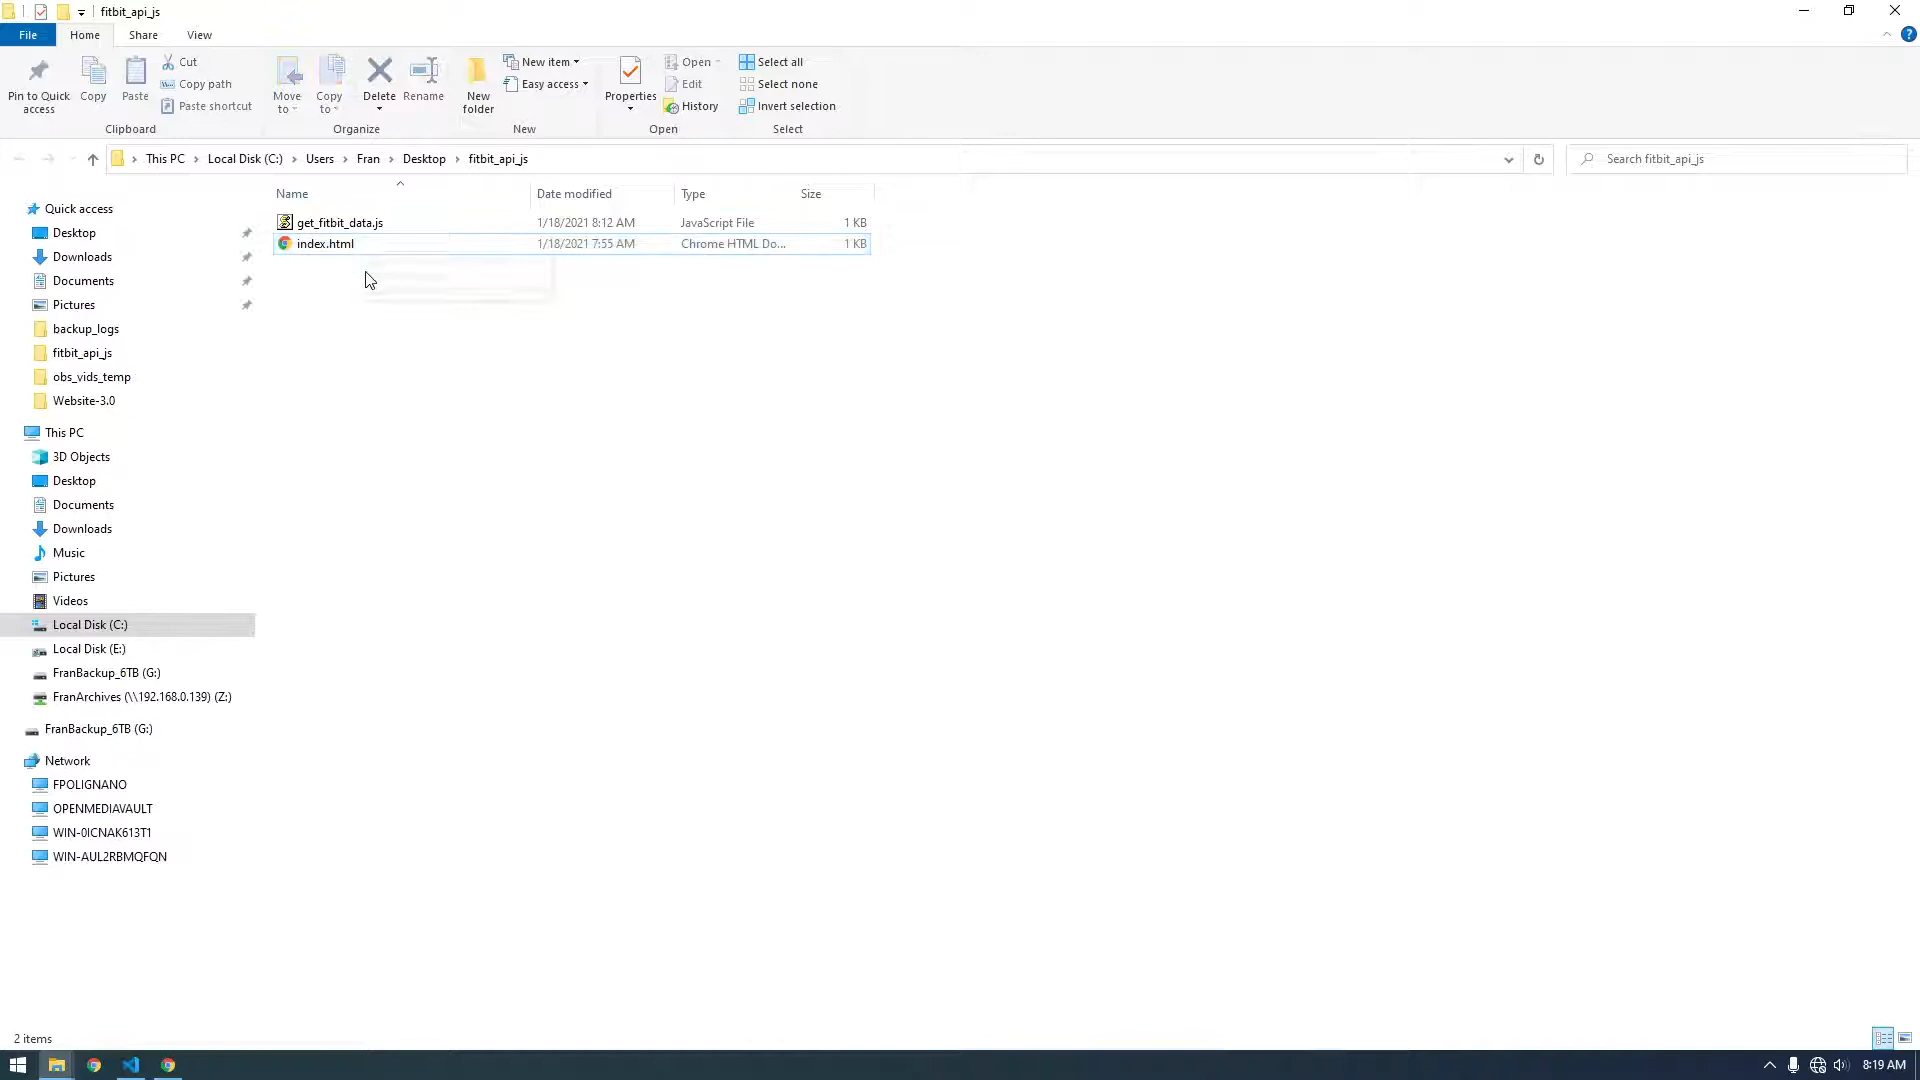 fitbit_api_js
File Home Share View
Pin to Quick access
Copy
Paste
Cut
Copy path
Paste shortcut
Clipboard
Move to
Copy to
Delete
Rename
Organize
New folder
New item
Easy access
New
Properties
Open
Edit
History
Open
Select all
Select none
Invert selection
Select
This PC Local Disk (C:) Users Fran Desktop fitbit_api_js
Search fitbit_api_js
Name Date modified Type Size
get_fitbit_data.js 1/18/2021 8:12 AM JavaScript File 1 KB
index.html 1/18/2021 7:55 AM Chrome HTML Do... 1 KB
Quick access
Desktop
Downloads
Documents
Pictures
backup_logs
fitbit_api_js
obs_vids_temp
Website-3.0
This PC
3D Objects
Desktop
Documents
Downloads
Music
Pictures
Videos
Local Disk (C:)
Local Disk (E:)
FranBackup_6TB (G:)
FranArchives (\\192.168.0.139) (Z:)
FranBackup_6TB (G:)
Network
FPOLIGNANO
OPENMEDIAVAULT
WIN-0ICNAK613T1
WIN-AUL2RBMQFQN
2 items
8:19 AM